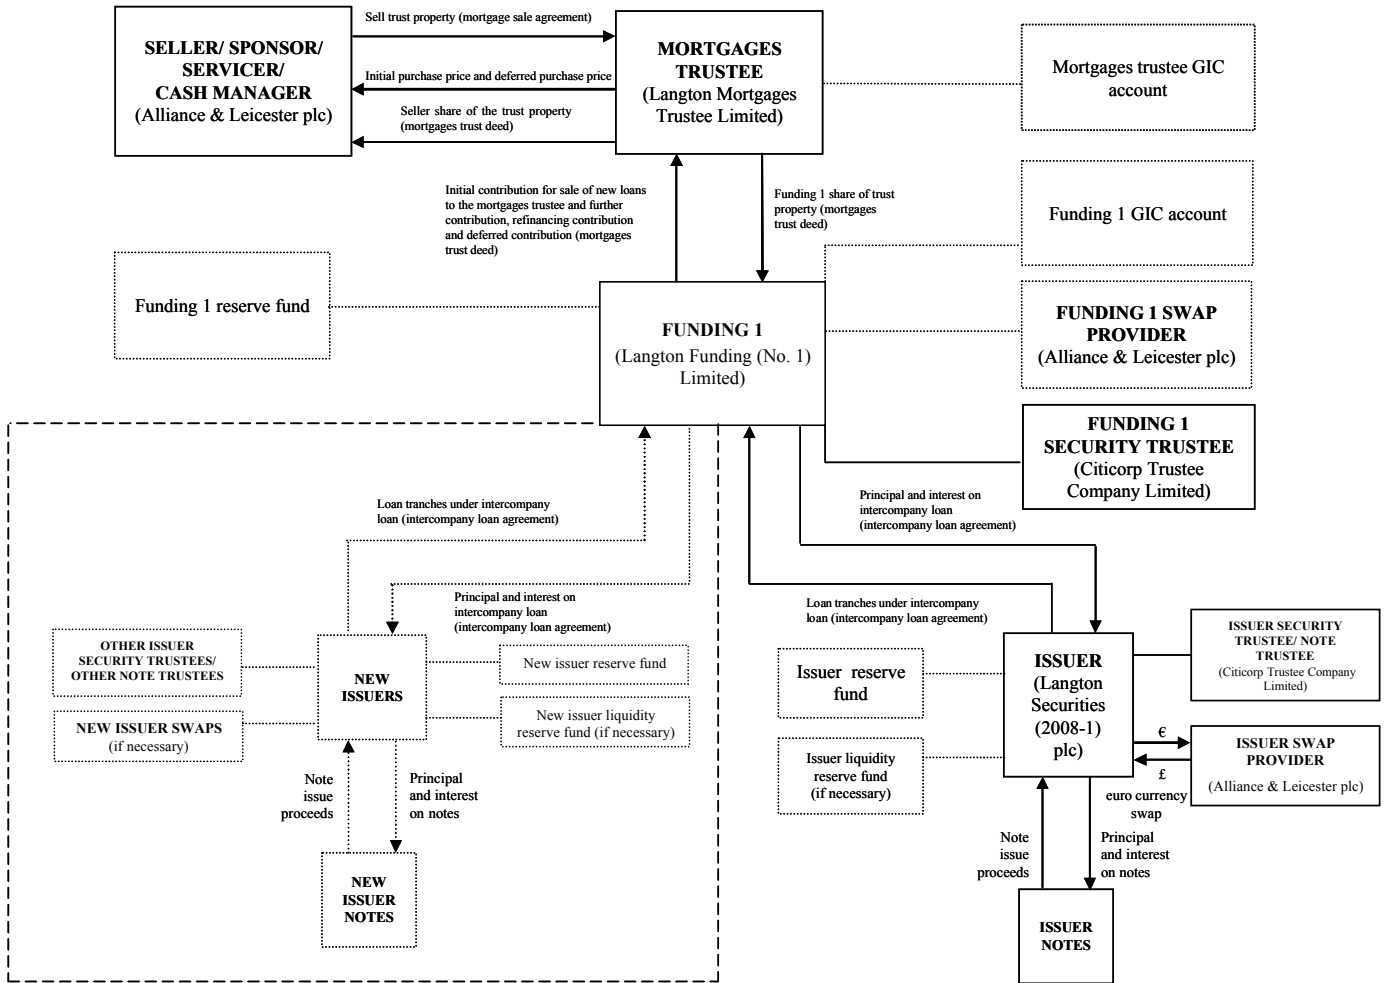 Sell trust property (mortgage sale agreement)
SELLER/ SPONSOR/
SERVICER/
CASH MANAGER
(Alliance & Leicester plc)
Initial purchase price and deferred purchase price
Seller share of the trust property
(mortgages trust deed)
MORTGAGES
TRUSTEE
(Langton Mortgages
Trustee Limited)
Mortgages trustee GIC
account
Initial contribution for sale of new loans
to the mortgages trustee and further
contribution, refinancing contribution
and deferred contribution (mortgages
trust deed)
Funding 1 share of trust
property (mortgages
trust deed)
Funding 1 GIC account
Funding 1 reserve fund
FUNDING 1
(Langton Funding (No. 1)
Limited)
FUNDING 1 SWAP
PROVIDER
(Alliance & Leicester plc)
FUNDING 1
SECURITY TRUSTEE
(Citicorp Trustee
Company Limited)
Loan tranches under intercompany
loan (intercompany loan agreement)
Principal and interest on
intercompany loan
(intercompany loan agreement)
Principal and interest on
intercompany loan
(intercompany loan agreement)
Loan tranches under intercompany
loan (intercompany loan agreement)
OTHER ISSUER
SECURITY TRUSTEES/
OTHER NOTE TRUSTEES
NEW
ISSUERS
New issuer reserve fund
NEW ISSUER SWAPS
(if necessary)
New issuer liquidity
reserve fund (if necessary)
Note
issue
proceeds
Principal
and interest
on notes
NEW
ISSUER
NOTES
Issuer reserve
fund
Issuer liquidity
reserve fund
(if necessary)
ISSUER
(Langton
Securities
(2008-1)
plc)
ISSUER SECURITY
TRUSTEE/ NOTE
TRUSTEE
(Citicorp Trustee Company
Limited)
€
£
euro currency
swap
ISSUER SWAP
PROVIDER
(Alliance & Leicester plc)
Note
issue
proceeds
Principal
and interest
on notes
ISSUER
NOTES